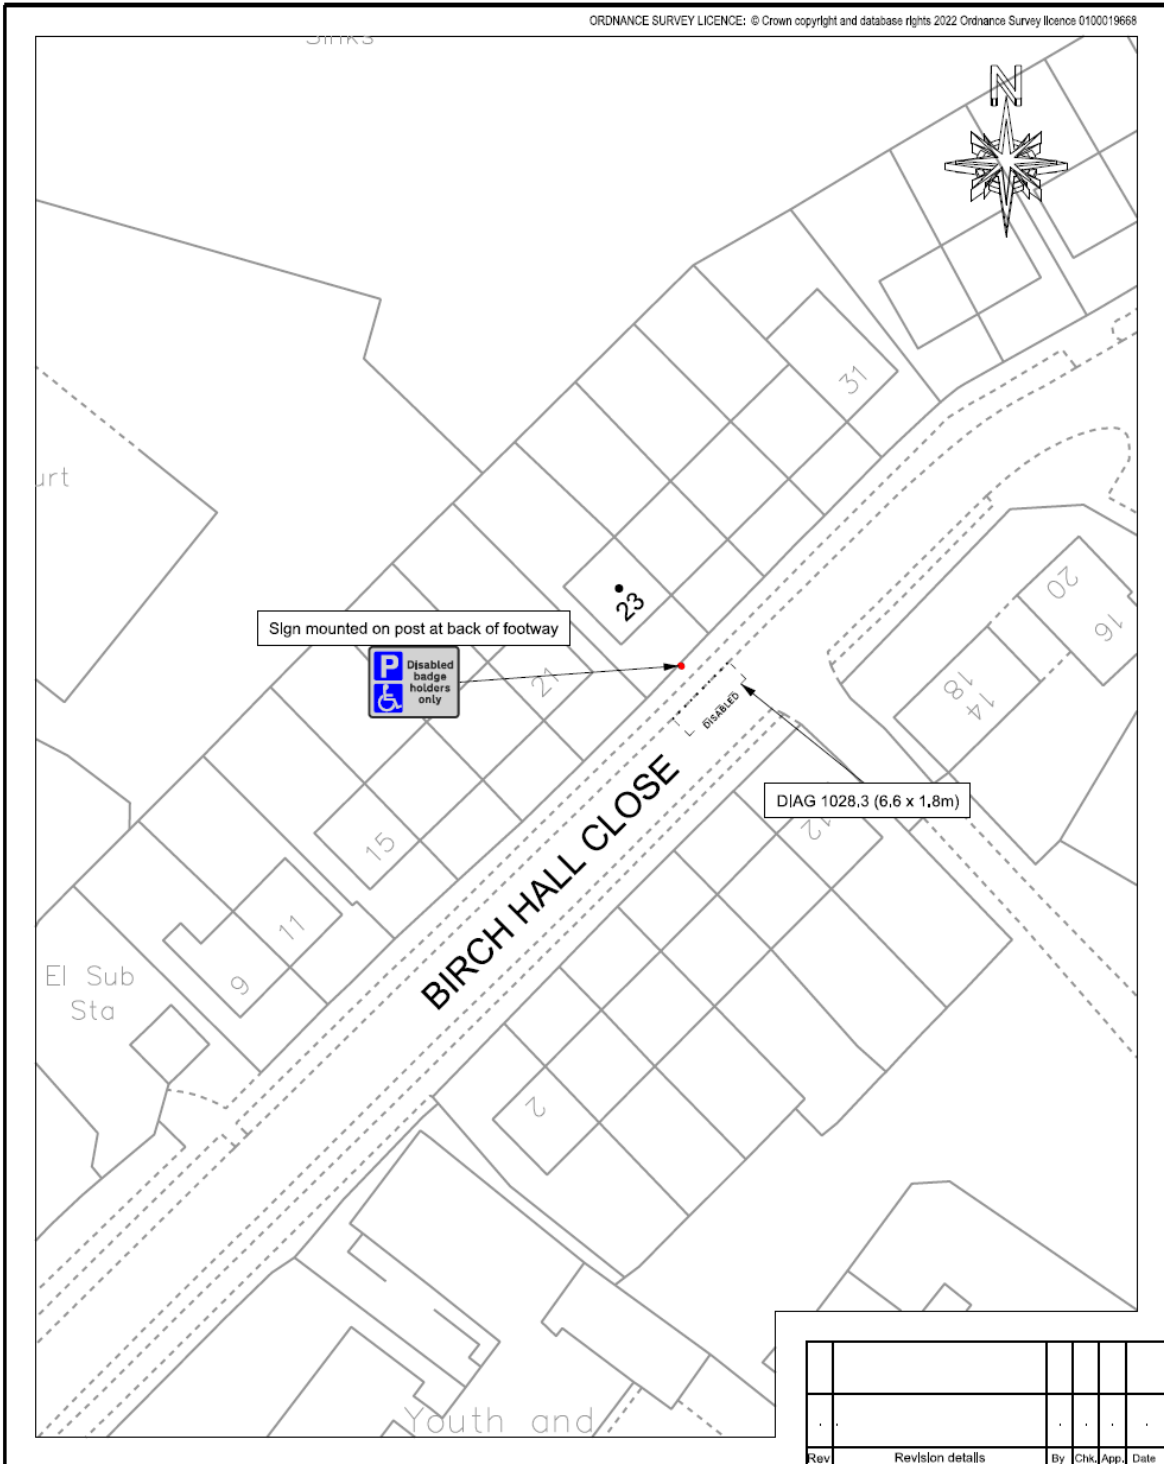 ORDNANCE SURVEY LICENCE: © Crown copyright and database rights 2022 Ordnance Survey licence 0100019668
Sinks
N
31
urt
20
16
23
Sign mounted on post at back of footway
P
Disabled
badge
holders
only
21
18
14
DISABLED
DIAG 1028.3 (6.6 x 1.8m)
12
BIRCH HALL CLOSE
15
11
9
El Sub
Sta
2
Youth and
Rev
Revision details
By
Chk.
App.
Date